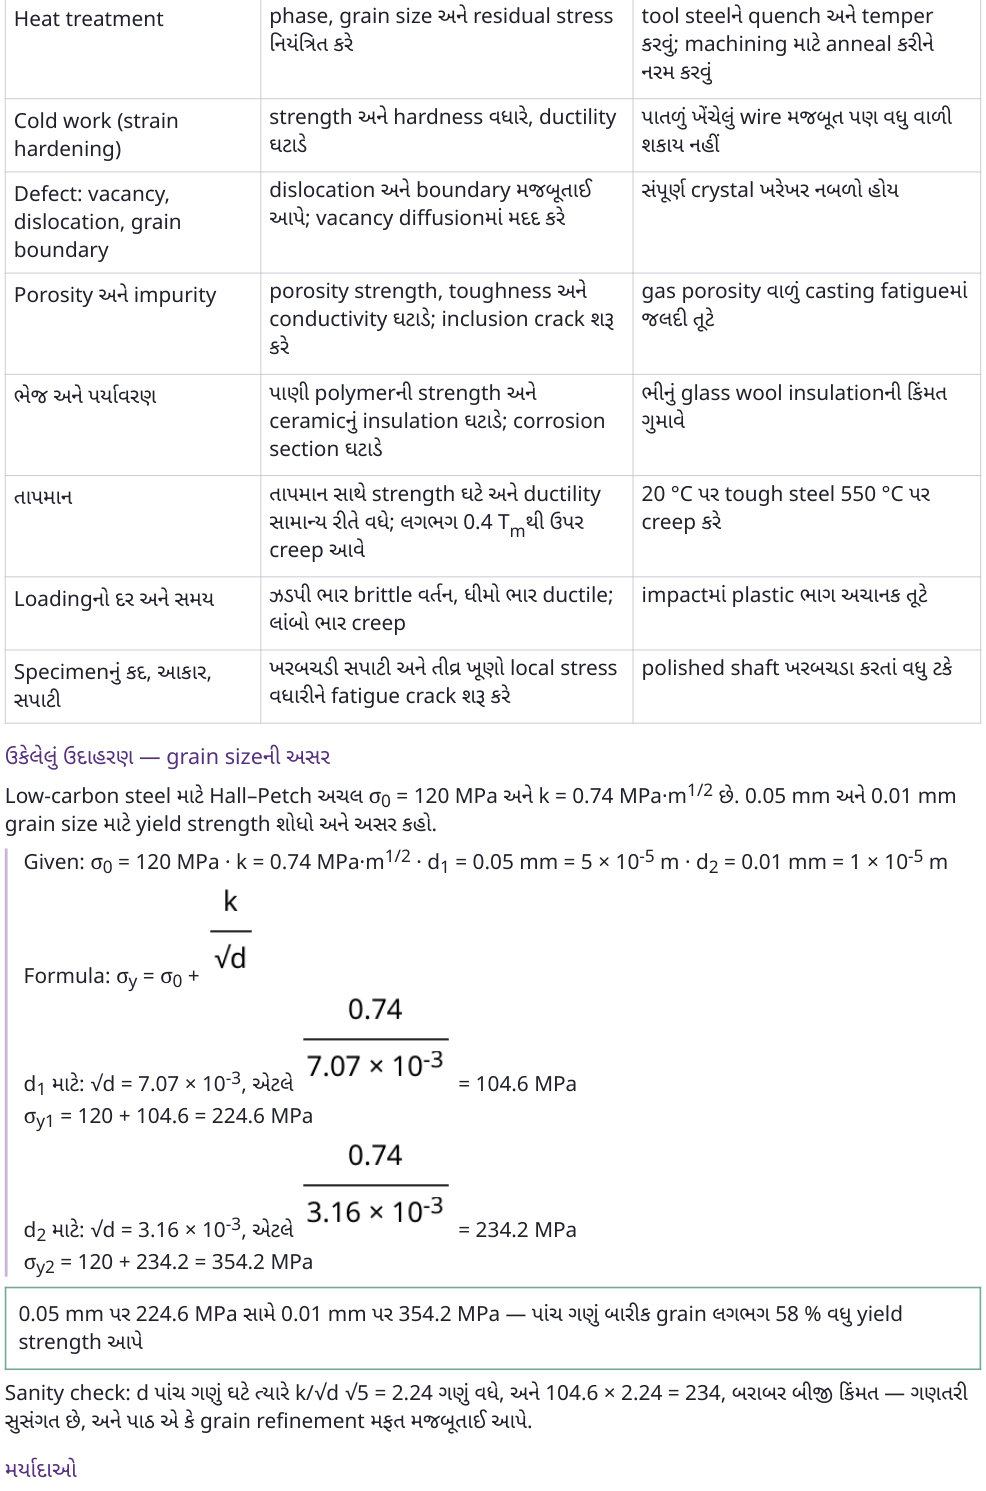 Heat treatment
phase, grain size અને residual stress
નિયંત્રિત કરે
tool steelને quench અને temper
કરવું; machining માટે anneal કરીને
નરમ કરવું
Cold work (strain
hardening)
strength અને hardness વધારે, ductility
ઘટાડે
પાતળું ખેંચેલું wire મજબૂત પણ વધુ વાળી
શકાય નહીં
Defect: vacancy,
dislocation, grain
boundary
dislocation અને boundary મજબૂતાઈ
આપે; vacancy diffusionમાં મદદ કરે
સંપૂર્ણ crystal ખરેખર નબળો હોય
Porosity અને impurity
porosity strength, toughness અને
conductivity ઘટાડે; inclusion crack શરૂ
કરે
gas porosity વાળું casting fatigueમાં
જલદી તૂટે
ભેજ અને પર્યાવરણ
પાણી polymerની strength અને
ceramicનું insulation ઘટાડે; corrosion
section ઘટાડે
ભીનું glass wool insulationની કિંમત
ગુમાવે
તાપમાન
તાપમાન સાથે strength ઘટે અને ductility
સામાન્ય રીતે વધે; લગભગ 0.4 Tmથી ઉપર
creep આવે
20 °C પર tough steel 550 °C પર
creep કરે
Loadingનો દર અને સમય
ઝડપી ભાર brittle વર્તન, ધીમો ભાર ductile;
લાંબો ભાર creep
impactમાં plastic ભાગ અચાનક તૂટે
Specimenનું કદ, આકાર,
સપાટી
ખરબચડી સપાટી અને તીવ્ર ખૂણો local stress
વધારીને fatigue crack શરૂ કરે
polished shaft ખરબચડા કરતાં વધુ ટકે
ઉકેલેલું ઉદાહરણ — grain sizeની અસર
Low-carbon steel માટે Hall–Petch અચલ σ0 = 120 MPa અને k = 0.74 MPa·m1/2 છે. 0.05 mm અને 0.01 mm
grain size માટે yield strength શોધો અને અસર કહો.
Given: σ0 = 120 MPa · k = 0.74 MPa·m1/2 · d1 = 0.05 mm = 5 × 10-5 m · d2 = 0.01 mm = 1 × 10-5 m
Formula: σy = σ0 + k/√d
d1 માટે: √d = 7.07 × 10-3, એટલે 0.74/7.07 × 10-3 = 104.6 MPa
σy1 = 120 + 104.6 = 224.6 MPa
d2 માટે: √d = 3.16 × 10-3, એટલે 0.74/3.16 × 10-3 = 234.2 MPa
σy2 = 120 + 234.2 = 354.2 MPa
0.05 mm પર 224.6 MPa સામે 0.01 mm પર 354.2 MPa — પાંચ ગણું બારીક grain લગભગ 58 % વધુ yield
strength આપે
Sanity check: d પાંચ ગણું ઘટે ત્યારે k/√d √5 = 2.24 ગણું વધે, અને 104.6 × 2.24 = 234, બરાબર બીજી કિંમત — ગણતરી
સુસંગત છે, અને પાઠ એ કે grain refinement મફત મજબૂતાઈ આપે.
મર્યાદાઓ